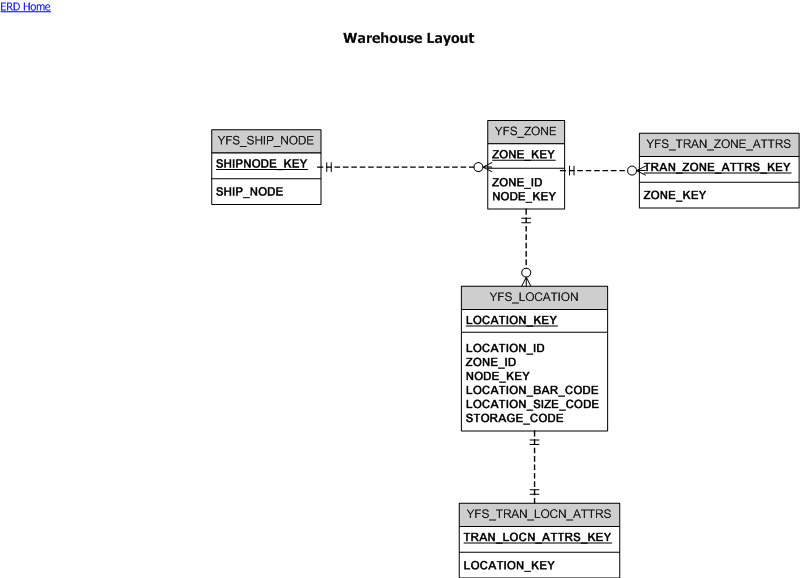 ERD Home
Warehouse Layout
YFS_SHIP_NODE
SHIPNODE_KEY
SHIP_NODE
YFS_ZONE
ZONE_KEY
ZONE_ID
NODE_KEY
YFS_TRAN_ZONE_ATTRS
TRAN_ZONE_ATTRS_KEY
ZONE_KEY
YFS_LOCATION
LOCATION_KEY
LOCATION_ID
ZONE_ID
NODE_KEY
LOCATION_BAR_CODE
LOCATION_SIZE_CODE
STORAGE_CODE
YFS_TRAN_LOCN_ATTRS
TRAN_LOCN_ATTRS_KEY
LOCATION_KEY